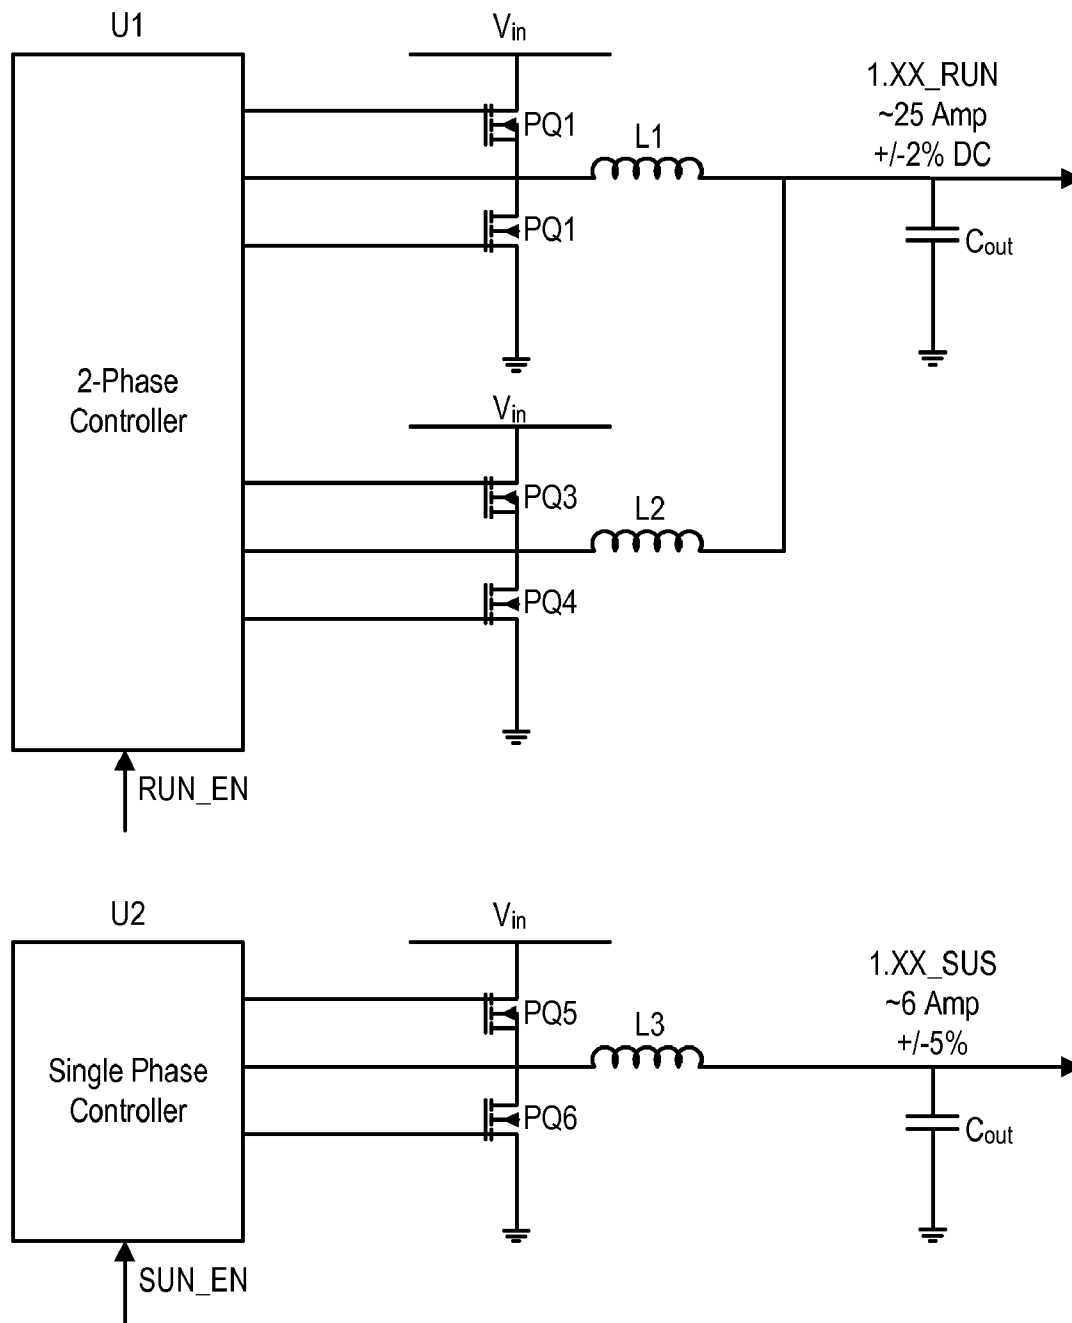 U1
Vin
1.XX_RUN
~25 Amp
+/-2% DC
PQ1
L1
PQ1
Cout
2-Phase
Controller
Vin
PQ3
L2
PQ4
RUN_EN
U2
Vin
1.XX_SUS
~6 Amp
+/-5%
PQ5
L3
Single Phase
Controller
PQ6
Cout
SUN_EN